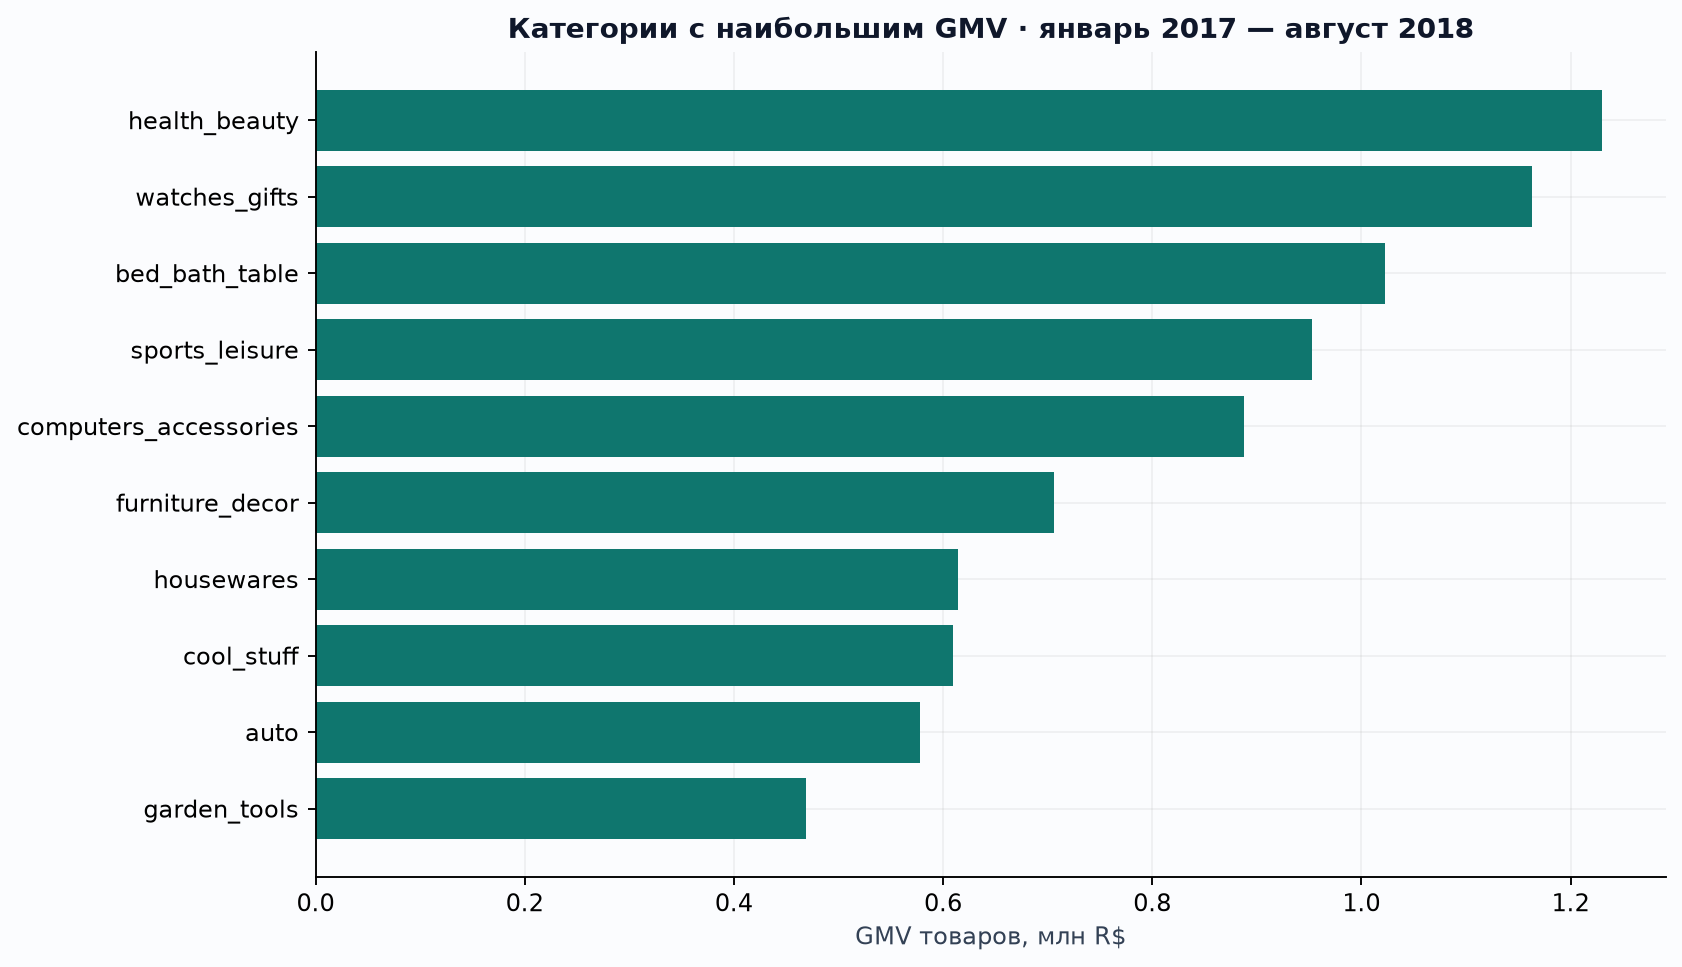 Категории с наибольшим GMV · январь 2017 — август 2018
health_beauty
watches_gifts
bed_bath_table
sports_leisure
computers_accessories
furniture_decor
housewares
cool_stuff
auto
garden_tools
0.0 0.2 0.4 0.6 0.8 1.0 1.2
GMV товаров, млн R$